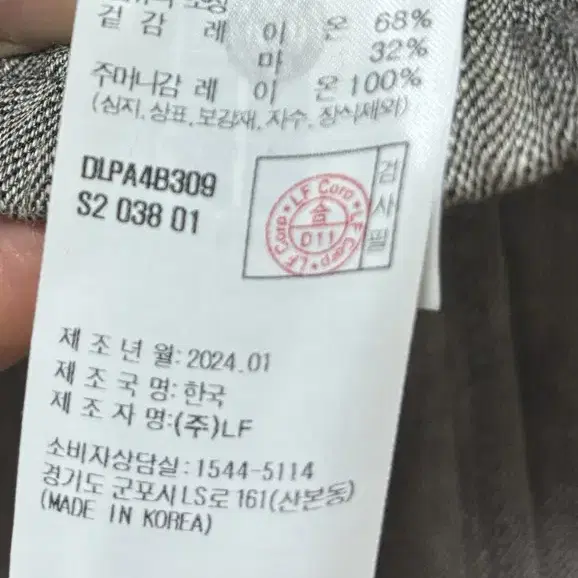 겉 감 레 이 온 68%
마 32%
주머니감 레 이 온 100%
(심지, 상표, 보강재, 자수, 장식제외)
DLPA4B309
S2 038 01
LF Corp * LF Corp * LF Corp *
合
011
검사필
제 조 년 월: 2024.01
제 조 국 명: 한국
제 조 자 명:(주)LF
소비자상담실: 1544-5114
경기도 군포시 LS로 161(산본동)
(MADE IN KOREA)